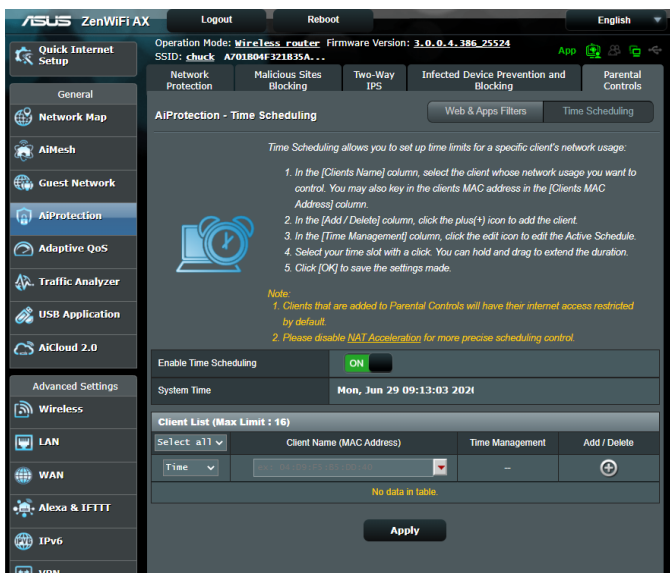 ASUS ZenWiFi AX Logout Reboot English
Quick Internet Setup
Operation Mode: Wireless router Firmware Version: 3.0.0.4.386_25524
SSID: chuck A701B04F321B35A...
App
Network Protection Malicious Sites Blocking Two-Way IPS Infected Device Prevention and Blocking Parental Controls
General
Network Map
AiMesh
Guest Network
AiProtection
Adaptive QoS
Traffic Analyzer
USB Application
AiCloud 2.0
Advanced Settings
Wireless
LAN
WAN
Alexa & IFTTT
IPv6
VPN
AiProtection - Time Scheduling Web & Apps Filters Time Scheduling
Time Scheduling allows you to set up time limits for a specific client's network usage:
1. In the [Clients Name] column, select the client whose network usage you want to
control. You may also key in the clients MAC address in the [Clients MAC
Address] column.
2. In the [Add / Delete] column, click the plus(+) icon to add the client.
3. In the [Time Management] column, click the edit icon to edit the Active Schedule.
4. Select your time slot with a click. You can hold and drag to extend the duration.
5. Click [OK] to save the settings made.
Note:
1. Clients that are added to Parental Controls will have their internet access restricted
by default.
2. Please disable NAT Acceleration for more precise scheduling control.
Enable Time Scheduling ON
System Time Mon, Jun 29 09:13:03 202
Client List (Max Limit : 16)
Select all Client Name (MAC Address) Time Management Add / Delete
Time --
No data in table.
Apply